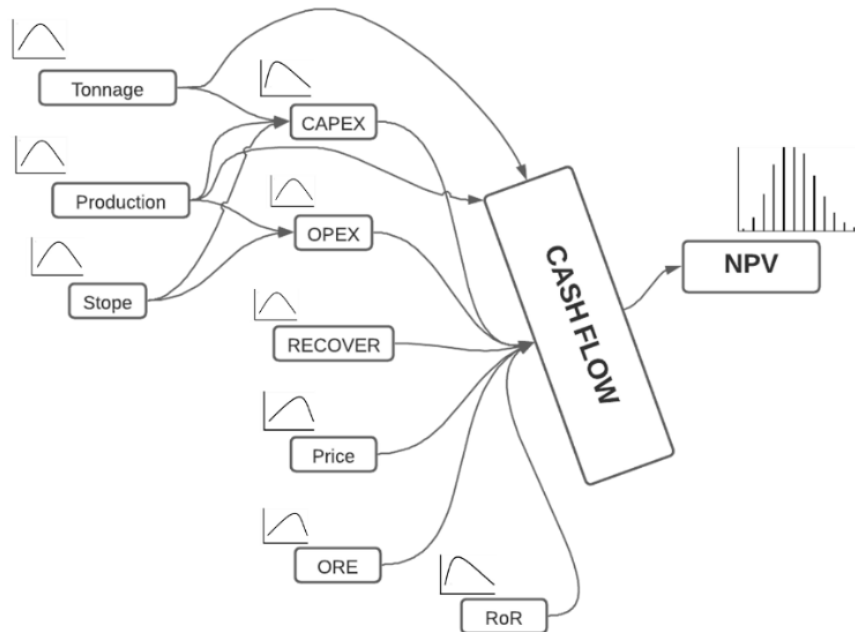 Tonnage
CAPEX
Production
OPEX
Stope
RECOVER
Price
ORE
RoR
CASH FLOW
NPV